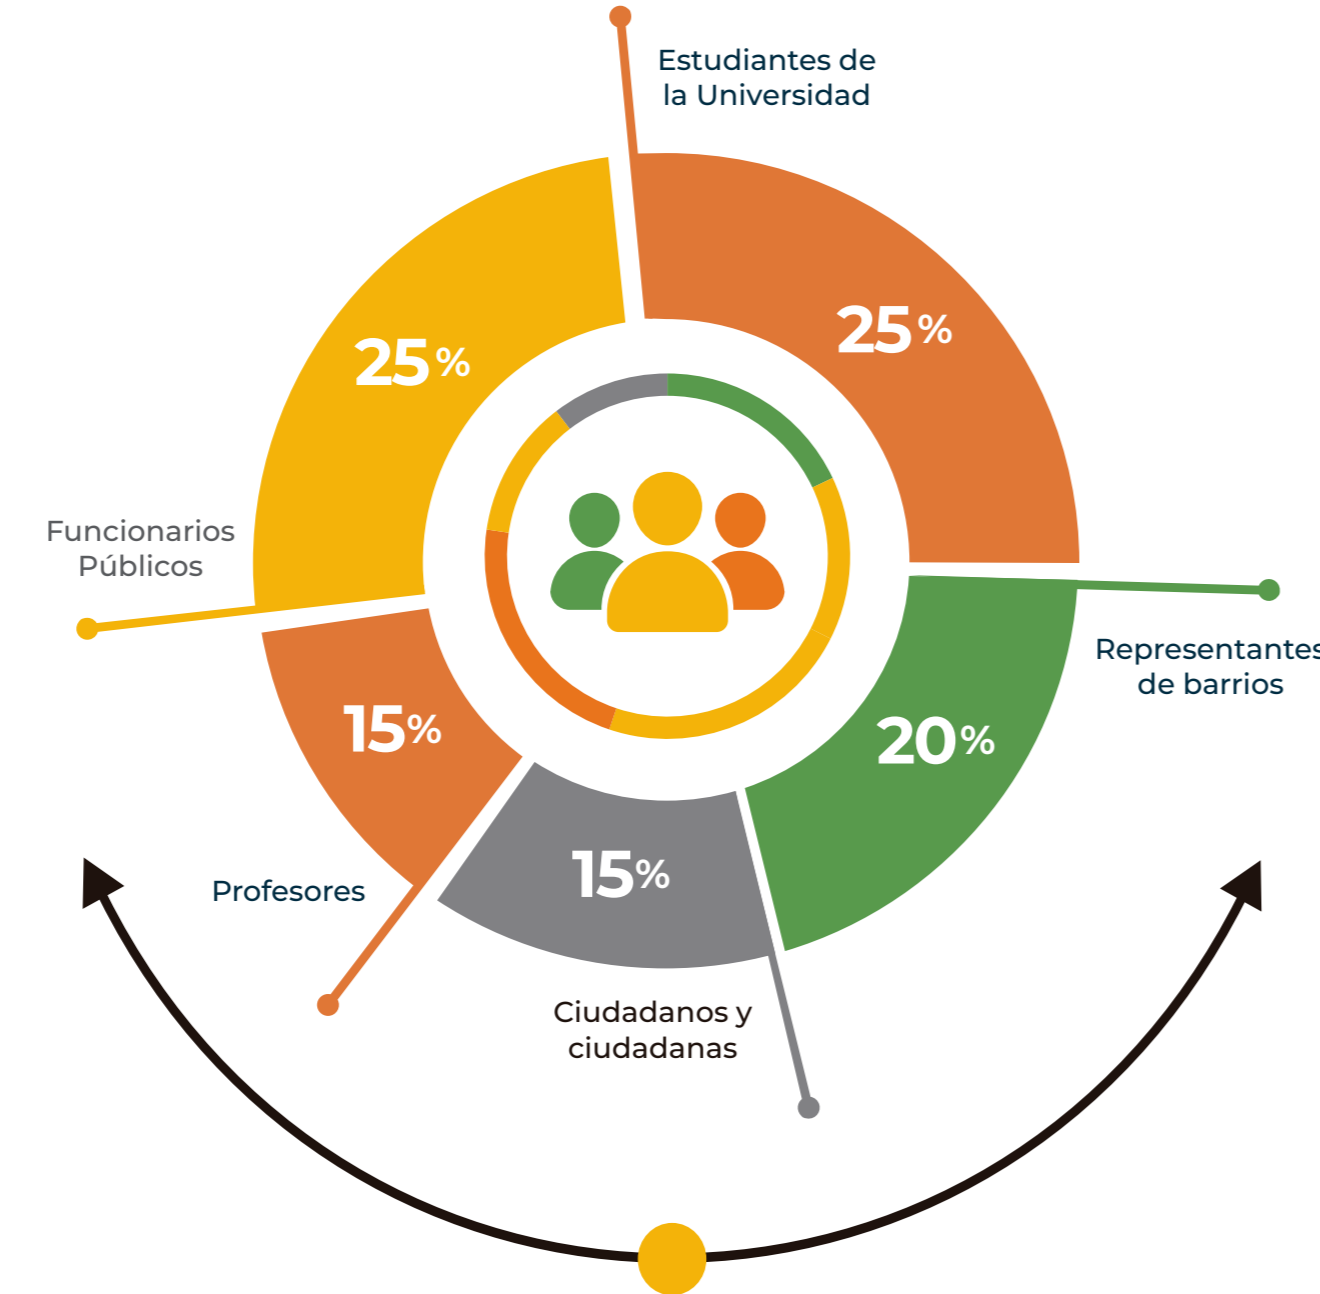 Estudiantes de
la Universidad
25%
25%
Funcionarios
Públicos
Representantes
de barrios
15%
20%
15%
Profesores
Ciudadanos y
ciudadanas